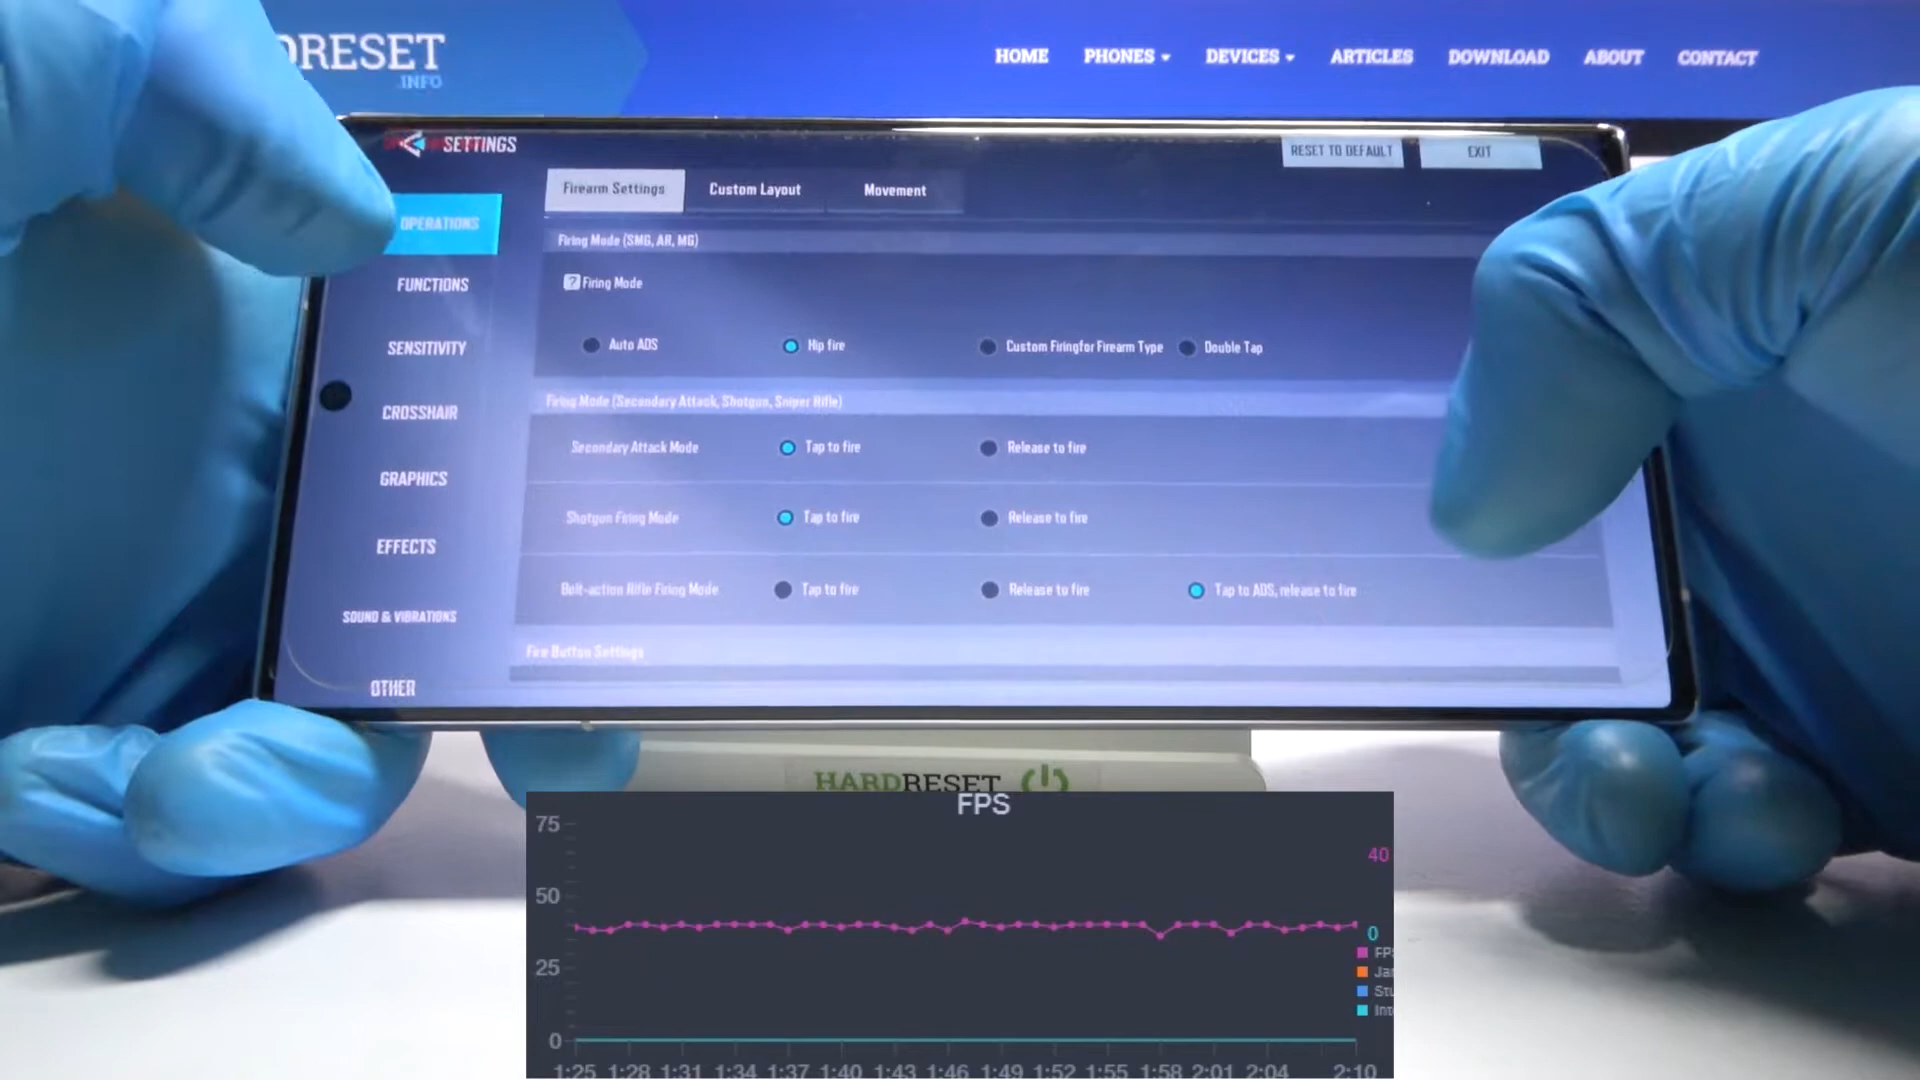 DRESET
.INFO
HOME PHONES DEVICES ARTICLES DOWNLOAD ABOUT CONTACT
SETTINGS
RESET TO DEFAULT EXIT
Firearm Settings Custom Layout Movement
OPERATIONS
FUNCTIONS
SENSITIVITY
CROSSHAIR
GRAPHICS
EFFECTS
SOUND & VIBRATIONS
OTHER
Firing Mode (SMG, AR, MG)
? Firing Mode
Auto ADS Hip fire Custom Firingfor Firearm Type Double Tap
Firing Mode (Secondary Attack, Shotgun, Sniper Rifle)
Secondary Attack Mode Tap to fire Release to fire
Shotgun Firing Mode Tap to fire Release to fire
Bolt-action Rifle Firing Mode Tap to fire Release to fire Tap to ADS, release to fire
Fire Button Settings
HARDRESET
FPS
75
50
25
0
40
0
FPS
Jan
Stu
Inte
1:25 1:28 1:31 1:34 1:37 1:40 1:43 1:46 1:49 1:52 1:55 1:58 2:01 2:04 2:10